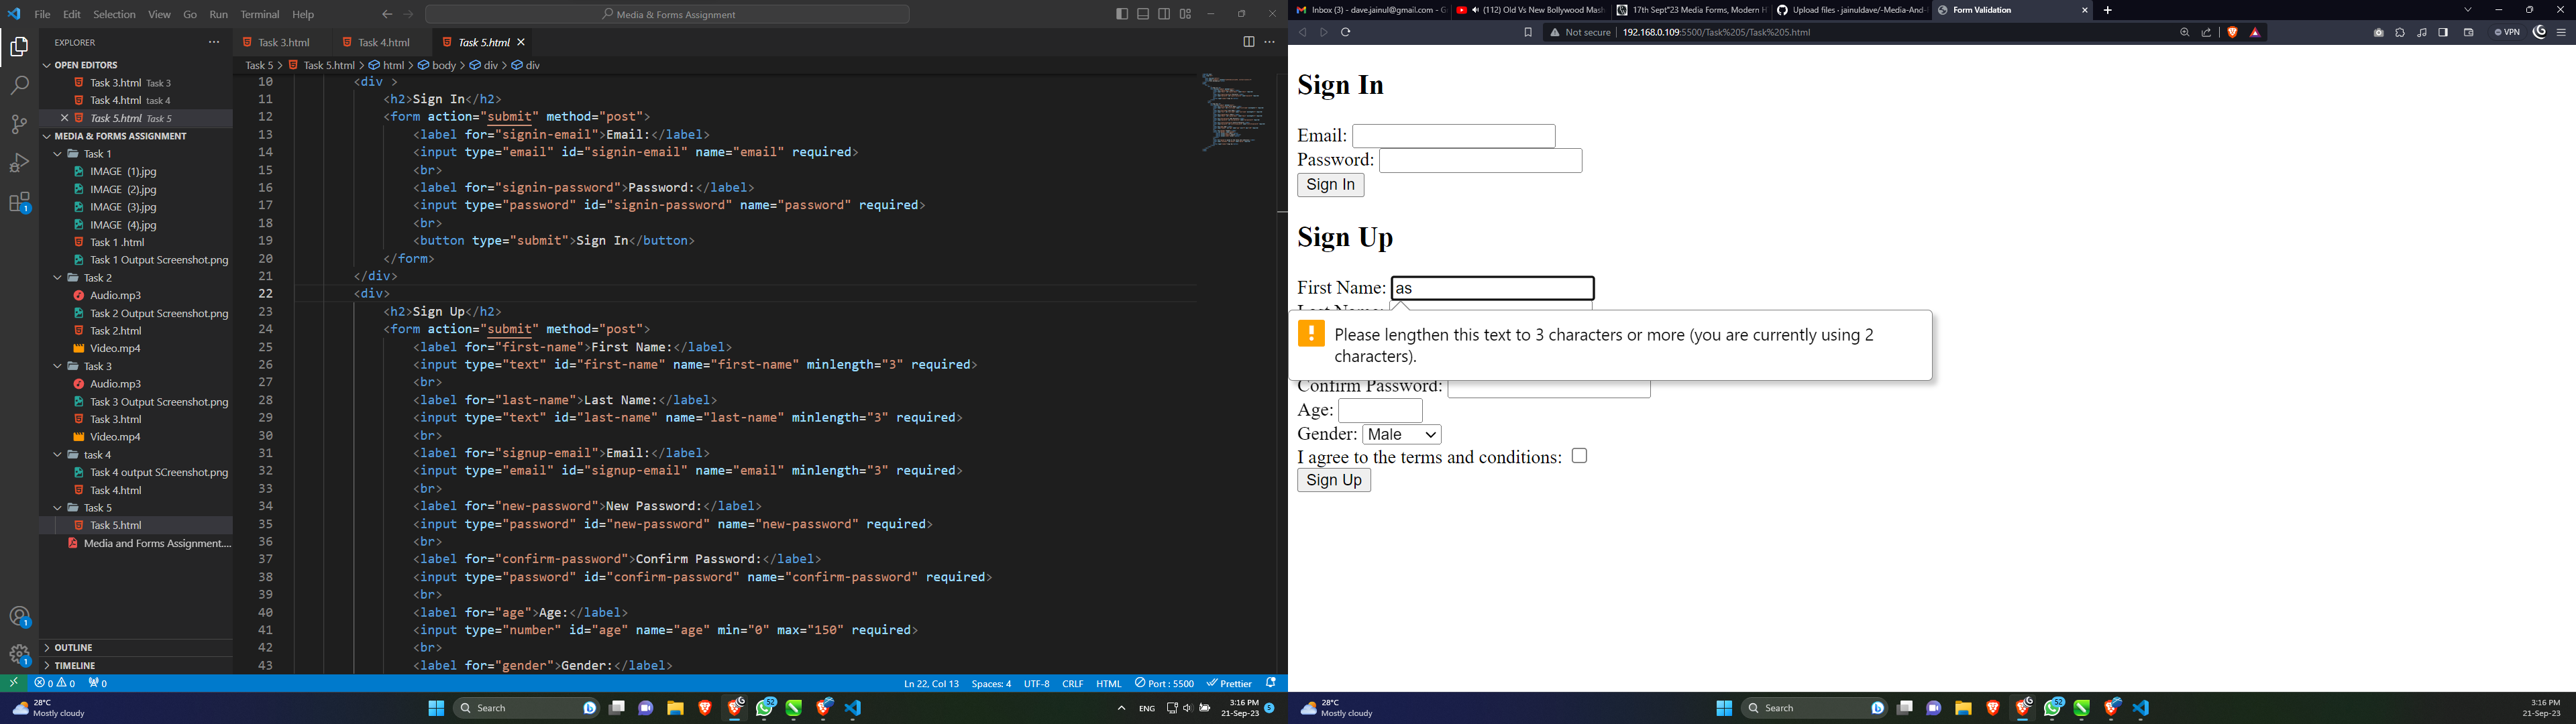 File Edit Selection View Go Run Terminal Help
Media & Forms Assignment
EXPLORER
OPEN EDITORS
Task 3.html Task 3
Task 4.html task 4
Task 5.html Task 5
MEDIA & FORMS ASSIGNMENT
Task 1
IMAGE (1).jpg
IMAGE (2).jpg
IMAGE (3).jpg
IMAGE (4).jpg
Task 1 .html
Task 1 Output Screenshot.png
Task 2
Audio.mp3
Task 2 Output Screenshot.png
Task 2.html
Video.mp4
Task 3
Audio.mp3
Task 3 Output Screenshot.png
Task 3.html
Video.mp4
task 4
Task 4 output SCreenshot.png
Task 4.html
Task 5
Task 5.html
Media and Forms Assignment....
OUTLINE
TIMELINE
1
1
1
Task 3.html Task 4.html Task 5.html
Task 5 > Task 5.html > html > body > div > div
10 <div >
11 <h2>Sign In</h2>
12 <form action="submit" method="post">
13 <label for="signin-email">Email:</label>
14 <input type="email" id="signin-email" name="email" required>
15 <br>
16 <label for="signin-password">Password:</label>
17 <input type="password" id="signin-password" name="password" required>
18 <br>
19 <button type="submit">Sign In</button>
20 </form>
21 </div>
22 <div>
23 <h2>Sign Up</h2>
24 <form action="submit" method="post">
25 <label for="first-name">First Name:</label>
26 <input type="text" id="first-name" name="first-name" minlength="3" required>
27 <br>
28 <label for="last-name">Last Name:</label>
29 <input type="text" id="last-name" name="last-name" minlength="3" required>
30 <br>
31 <label for="signup-email">Email:</label>
32 <input type="email" id="signup-email" name="email" minlength="3" required>
33 <br>
34 <label for="new-password">New Password:</label>
35 <input type="password" id="new-password" name="new-password" required>
36 <br>
37 <label for="confirm-password">Confirm Password:</label>
38 <input type="password" id="confirm-password" name="confirm-password" required>
39 <br>
40 <label for="age">Age:</label>
41 <input type="number" id="age" name="age" min="0" max="150" required>
42 <br>
43 <label for="gender">Gender:</label>
0 0 0
Ln 22, Col 13 Spaces: 4 UTF-8 CRLF HTML Port : 5500 Prettier
28°C
Mostly cloudy
Search
52
ENG
3:16 PM
21-Sep-23
5
Inbox (3) - dave.jainul@gmail.com - G
(112) Old Vs New Bollywood Mash
17th Sept"23 Media Forms, Modern H
Upload files · jainuldave/-Media-And-
Form Validation
Not secure 192.168.0.109:5500/Task%205/Task%205.html
VPN
Sign In
Email:
Password:
Sign In
Sign Up
First Name: as
Last Name:
Please lengthen this text to 3 characters or more (you are currently using 2
characters).
Confirm Password:
Age:
Gender: Male
I agree to the terms and conditions:
Sign Up
28°C
Mostly cloudy
Search
52
3:16 PM
21-Sep-23